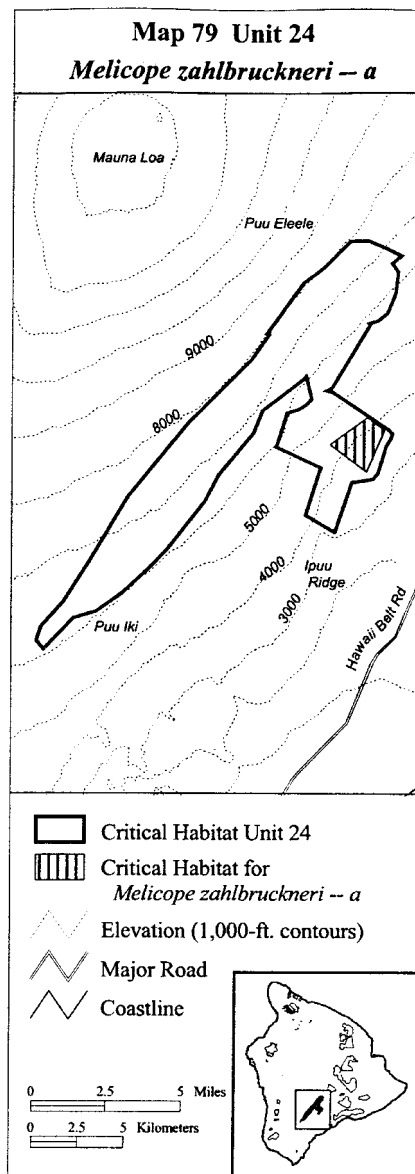 Map 79 Unit 24
Melicope zahlbruckneri -- a
Mauna Loa
Puu Eleele
9000
8000
5000
4000
3000
Ipuu
Ridge
Puu Iki
Hawaii Belt Rd
Critical Habitat Unit 24
Critical Habitat for
Melicope zahlbruckneri -- a
Elevation (1,000-ft. contours)
Major Road
Coastline
0 2.5 5 Miles
0 2.5 5 Kilometers